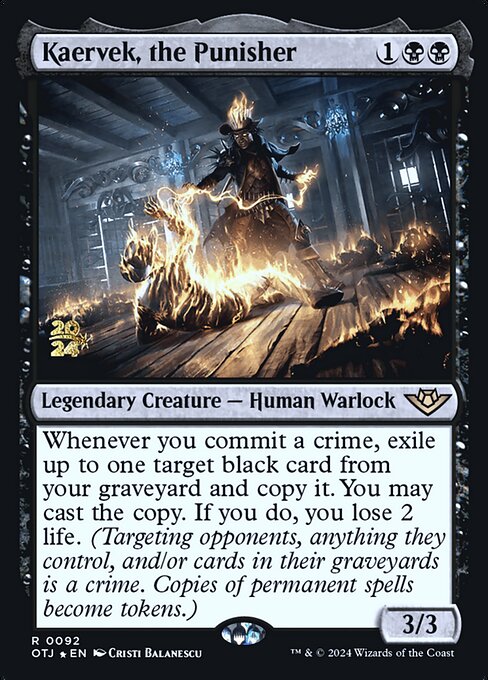 Kaervek, the Punisher 1
20
24
Legendary Creature — Human Warlock
Whenever you commit a crime, exile
up to one target black card from
your graveyard and copy it. You may
cast the copy. If you do, you lose 2
life. (Targeting opponents, anything they
control, and/or cards in their graveyards
is a crime. Copies of permanent spells
become tokens.)
3/3
R 0092
OTJ ★ EN Cristi Balanescu
™ & © 2024 Wizards of the Coast